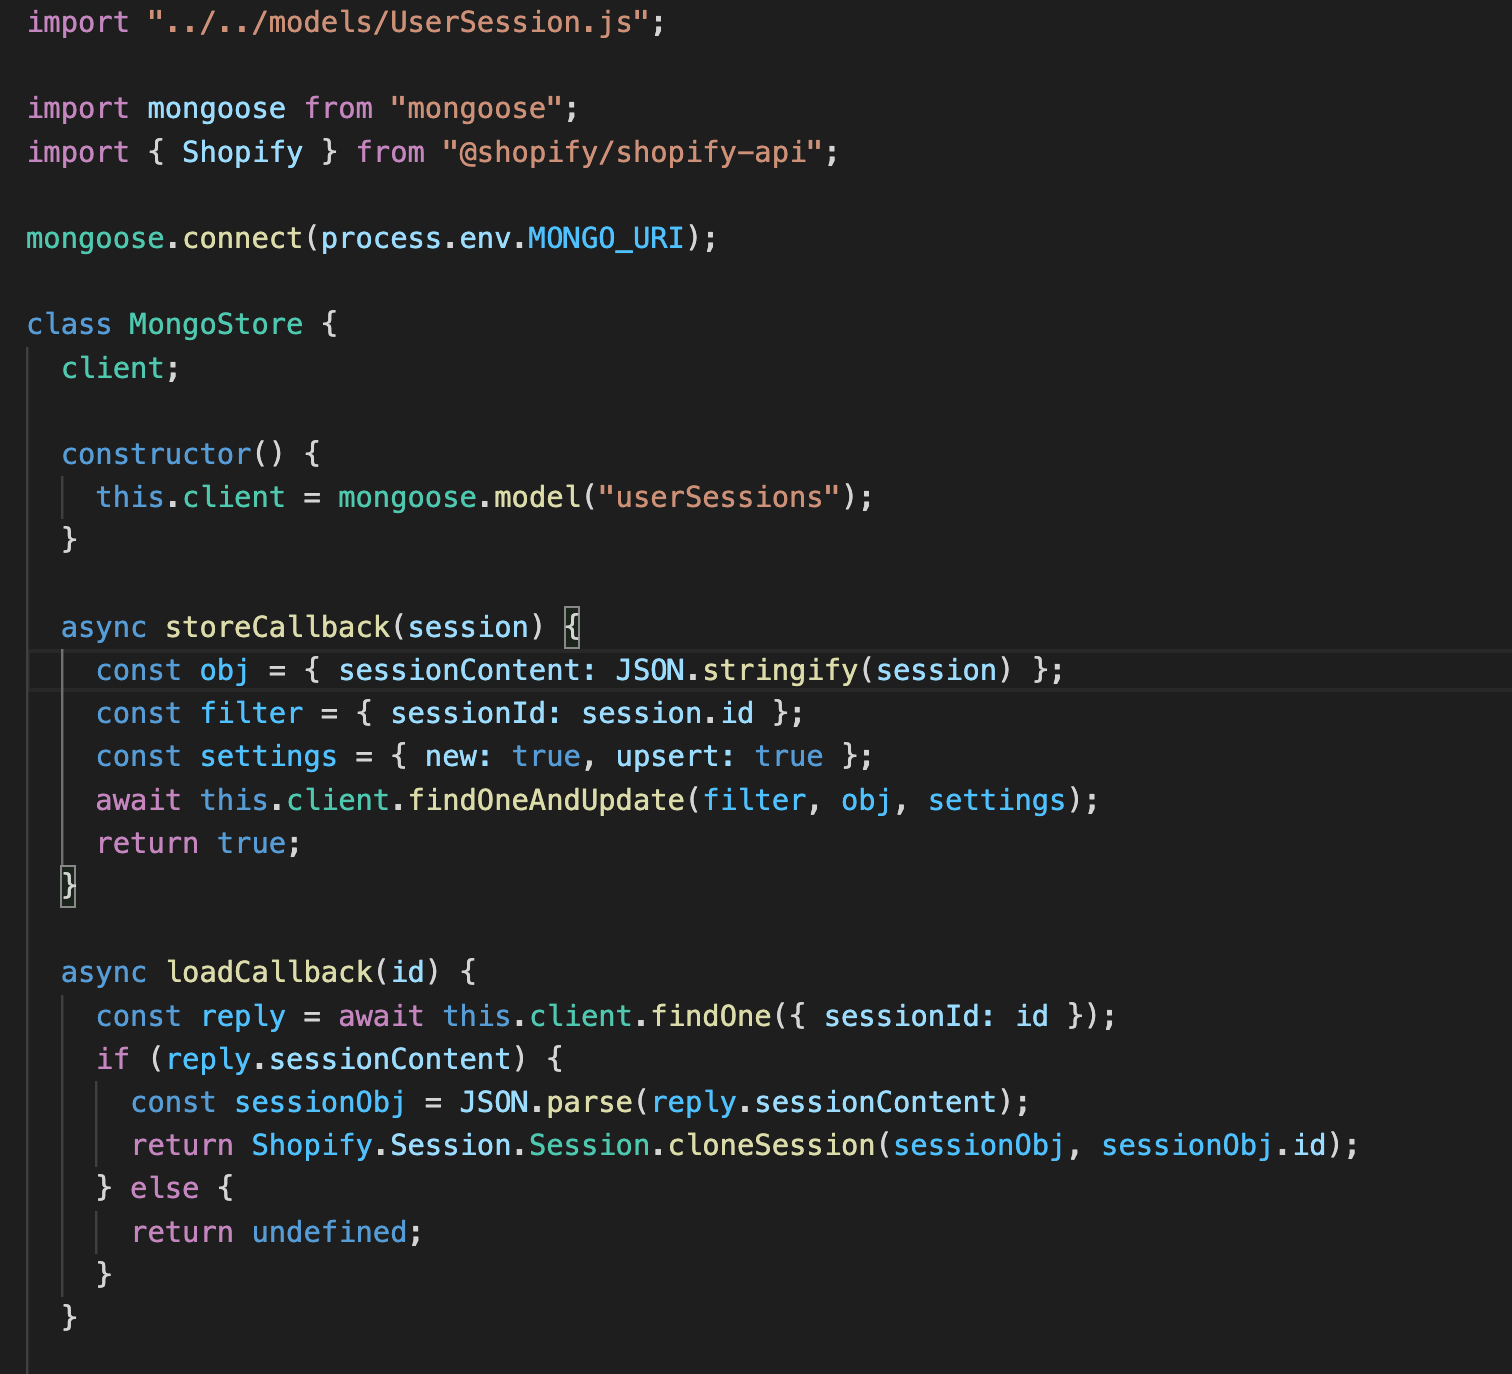 import "../../models/UserSession.js";
import mongoose from "mongoose";
import { Shopify } from "@shopify/shopify-api";
mongoose.connect(process.env.MONGO_URI);
class MongoStore {
  client;
  constructor() {
    this.client = mongoose.model("userSessions");
  }
  async storeCallback(session) {
    const obj = { sessionContent: JSON.stringify(session) };
    const filter = { sessionId: session.id };
    const settings = { new: true, upsert: true };
    await this.client.findOneAndUpdate(filter, obj, settings);
    return true;
  }
  async loadCallback(id) {
    const reply = await this.client.findOne({ sessionId: id });
    if (reply.sessionContent) {
      const sessionObj = JSON.parse(reply.sessionContent);
      return Shopify.Session.Session.cloneSession(sessionObj, sessionObj.id);
    } else {
      return undefined;
    }
  }